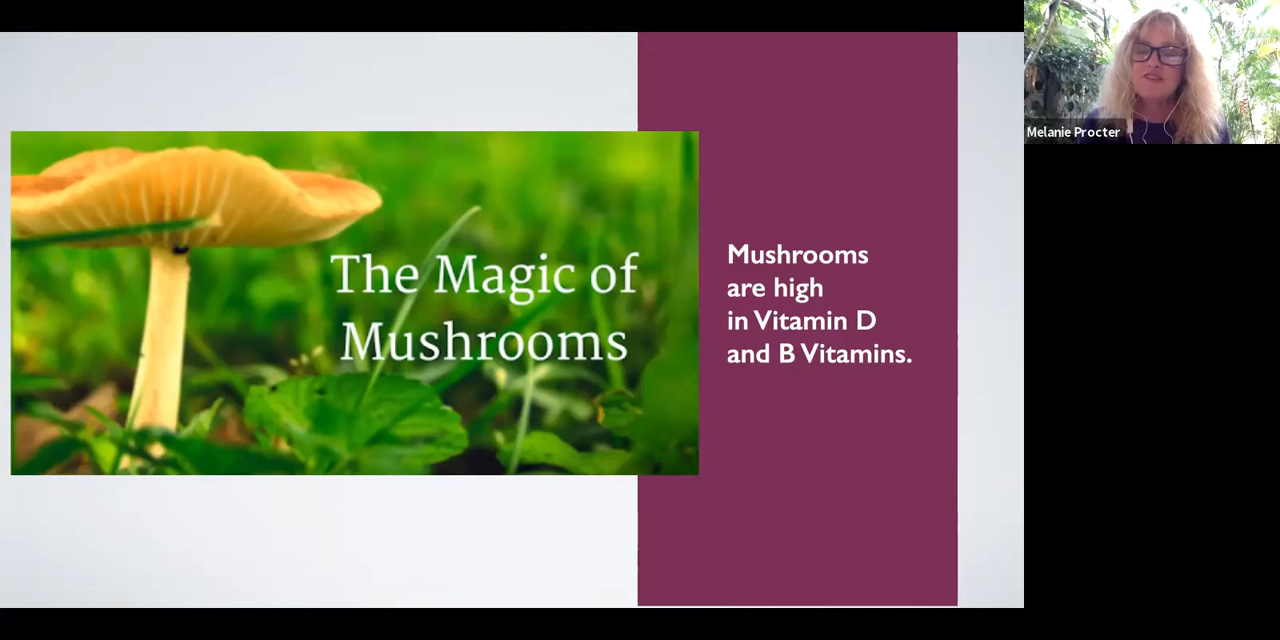 The Magic of
Mushrooms
Mushrooms
are high
in Vitamin D
and B Vitamins.
Melanie Procter